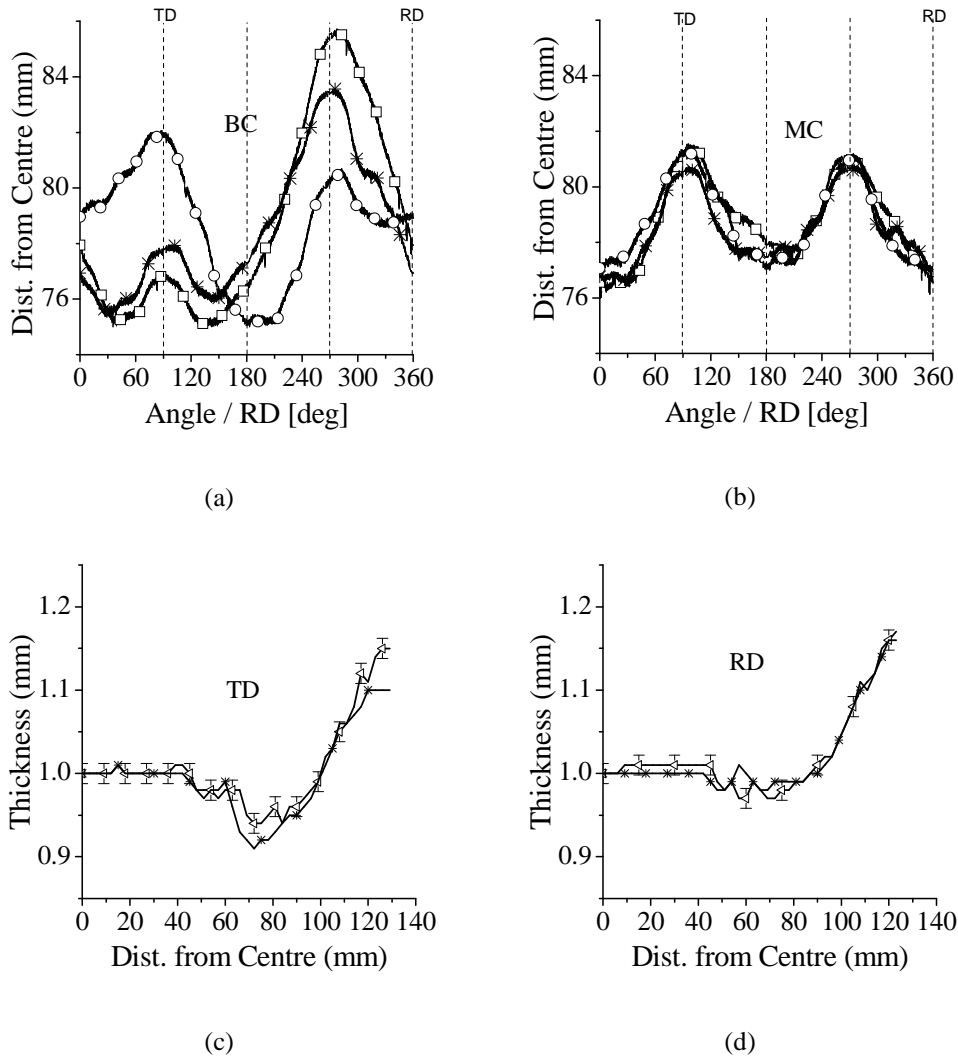 TD RD
84
80
76
BC
Dist. from Centre (mm)
0 60 120 180 240 300 360
Angle / RD [deg]
(a)
TD RD
84
80
76
MC
Dist. from Centre (mm)
0 60 120 180 240 300 360
Angle / RD [deg]
(b)
1.2
1.1
1.0
0.9
TD
Thickness (mm)
0 20 40 60 80 100 120 140
Dist. from Centre (mm)
(c)
1.2
1.1
1.0
0.9
RD
Thickness (mm)
0 20 40 60 80 100 120 140
Dist. from Centre (mm)
(d)